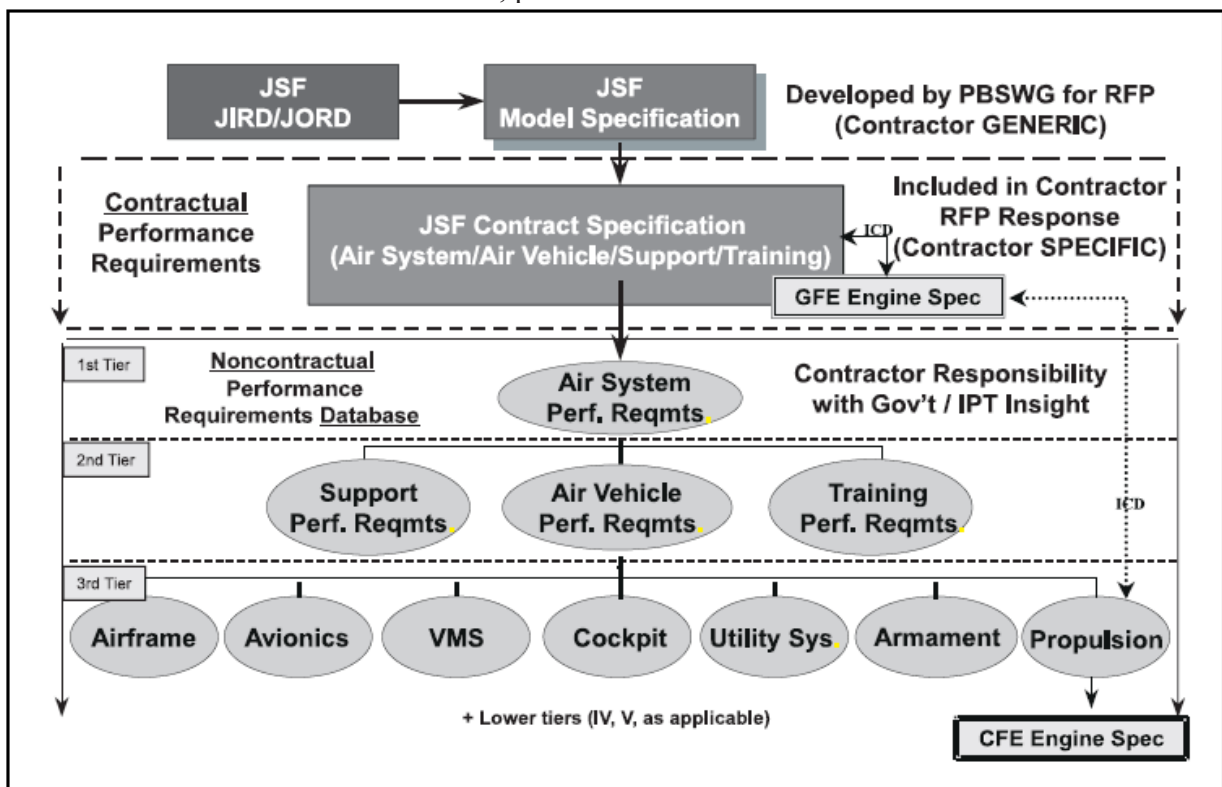 JSF
JIRD/JORD
JSF
Model Specification
Developed by PBSWG for RFP
(Contractor GENERIC)
Contractual
Performance
Requirements
JSF Contract Specification
(Air System/Air Vehicle/Support/Training)
Included in Contractor
RFP Response
(Contractor SPECIFIC)
ICD
GFE Engine Spec
1st Tier
Noncontractual
Performance
Requirements Database
Air System
Perf. Reqmts.
Contractor Responsibility
with Gov't / IPT Insight
2nd Tier
Support
Perf. Reqmts.
Air Vehicle
Perf. Reqmts.
Training
Perf. Reqmts.
ICD
3rd Tier
Airframe
Avionics
VMS
Cockpit
Utility Sys.
Armament
Propulsion
+ Lower tiers (IV, V, as applicable)
CFE Engine Spec